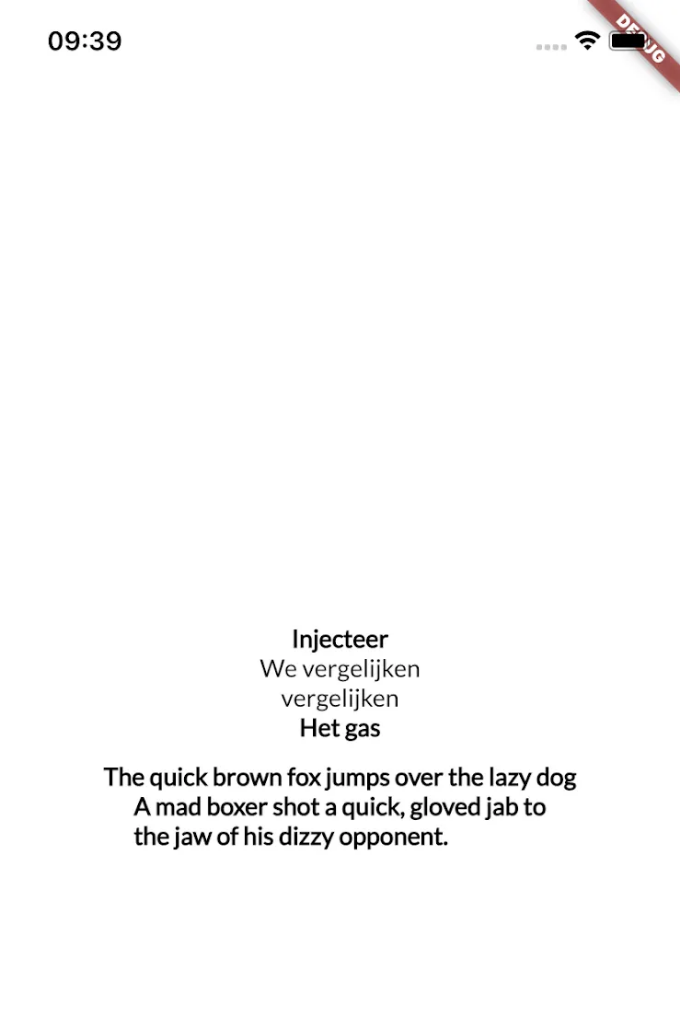 09:39
DEBUG
Injecteer
We vergelijken
vergelijken
Het gas
The quick brown fox jumps over the lazy dog
A mad boxer shot a quick, gloved jab to
the jaw of his dizzy opponent.